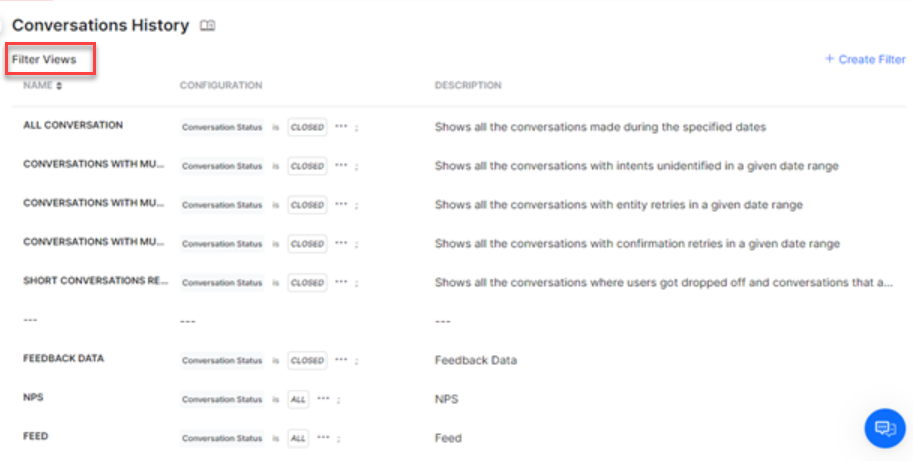 Conversations History
Filter Views
+ Create Filter
NAME CONFIGURATION DESCRIPTION
ALL CONVERSATION Conversation Status is CLOSED ••• ; Shows all the conversations made during the specified dates
CONVERSATIONS WITH MU... Conversation Status is CLOSED ••• ; Shows all the conversations with intents unidentified in a given date range
CONVERSATIONS WITH MU... Conversation Status is CLOSED ••• ; Shows all the conversations with entity retries in a given date range
CONVERSATIONS WITH MU... Conversation Status is CLOSED ••• ; Shows all the conversations with confirmation retries in a given date range
SHORT CONVERSATIONS RE... Conversation Status is CLOSED ••• ; Shows all the conversations where users got dropped off and conversations that a...
--- --- ---
FEEDBACK DATA Conversation Status is CLOSED ••• ; Feedback Data
NPS Conversation Status is ALL ••• ; NPS
FEED Conversation Status is ALL ••• ; Feed